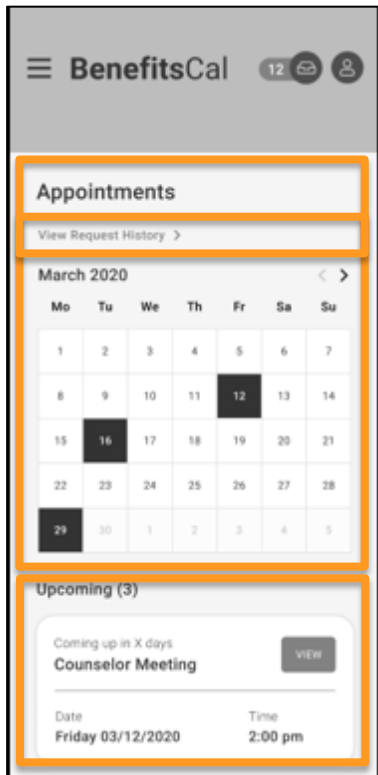 BenefitsCal 12
Appointments
View Request History >
March 2020 < >
Mo Tu We Th Fr Sa Su
1 2 3 4 5 6 7
8 9 10 11 12 13 14
15 16 17 18 19 20 21
22 23 24 25 26 27 28
29 30 1 2 3 4 5
Upcoming (3)
Coming up in X days
Counselor Meeting VIEW
Date Time
Friday 03/12/2020 2:00 pm